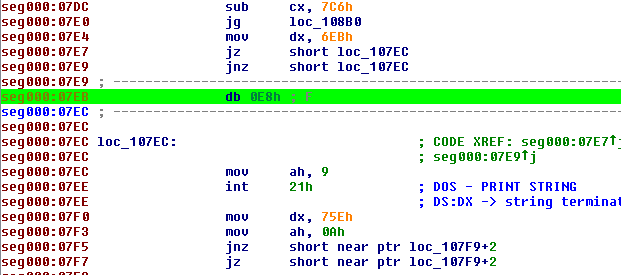 seg000:07DC sub cx, 7C6h
seg000:07E0 jg loc_108B0
seg000:07E4 mov dx, 6EBh
seg000:07E7 jz short loc_107EC
seg000:07E9 jnz short loc_107EC
seg000:07E9 ; ---------------------------------------------------------------
seg000:07EB db 0E8h ; F
seg000:07EC ; ---------------------------------------------------------------
seg000:07EC
seg000:07EC loc_107EC: ; CODE XREF: seg000:07E7↑j
seg000:07EC ; seg000:07E9↑j
seg000:07EC mov ah, 9
seg000:07EE int 21h ; DOS - PRINT STRING
seg000:07EE ; DS:DX -> string terminat
seg000:07F0 mov dx, 75Eh
seg000:07F3 mov ah, 0Ah
seg000:07F5 jnz short near ptr loc_107F9+2
seg000:07F7 jz short near ptr loc_107F9+2